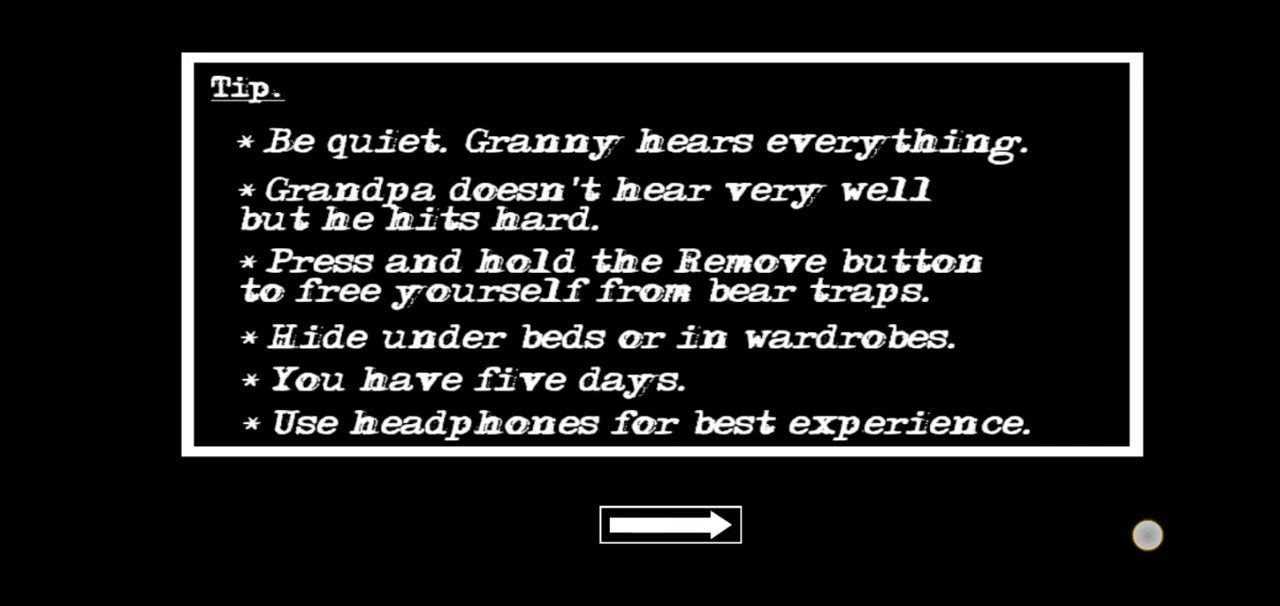 Tip.
* Be quiet. Granny hears everything.
* Grandpa doesn't hear very well
but he hits hard.
* Press and hold the Remove button
to free yourself from bear traps.
* Hide under beds or in wardrobes.
* You have five days.
* Use headphones for best experience.